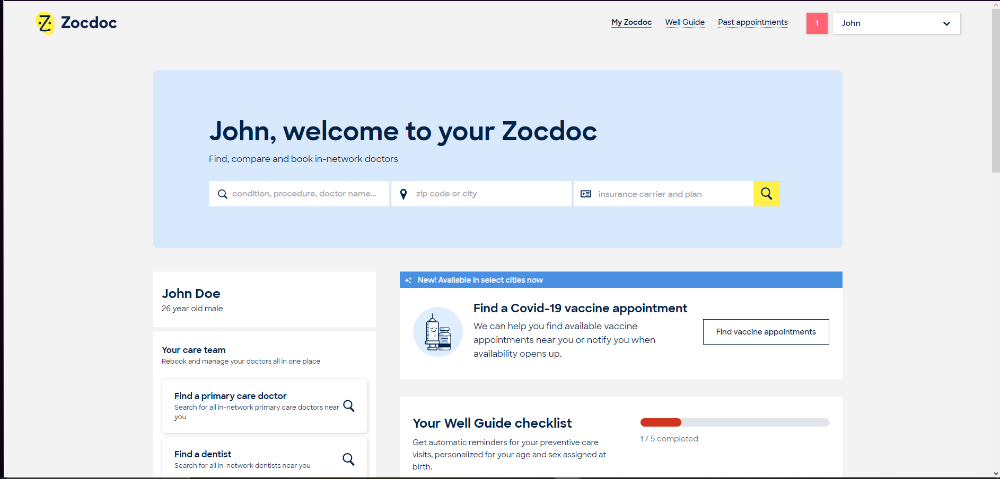 Zocdoc
My Zocdoc
Well Guide
Past appointments
1
John
John, welcome to your Zocdoc
Find, compare and book in-network doctors
condition, procedure, doctor name...
zip code or city
insurance carrier and plan
John Doe
26 year old male
Your care team
Rebook and manage your doctors all in one place
Find a primary care doctor
Search for all in-network primary care doctors near
you
Find a dentist
Search for all in-network dentists near you
New! Available in select cities now
Find a Covid-19 vaccine appointment
We can help you find available vaccine
appointments near you or notify you when
availability opens up.
Find vaccine appointments
Your Well Guide checklist
Get automatic reminders for your preventive care
visits, personalized for your age and sex assigned at
birth.
1 / 5 completed